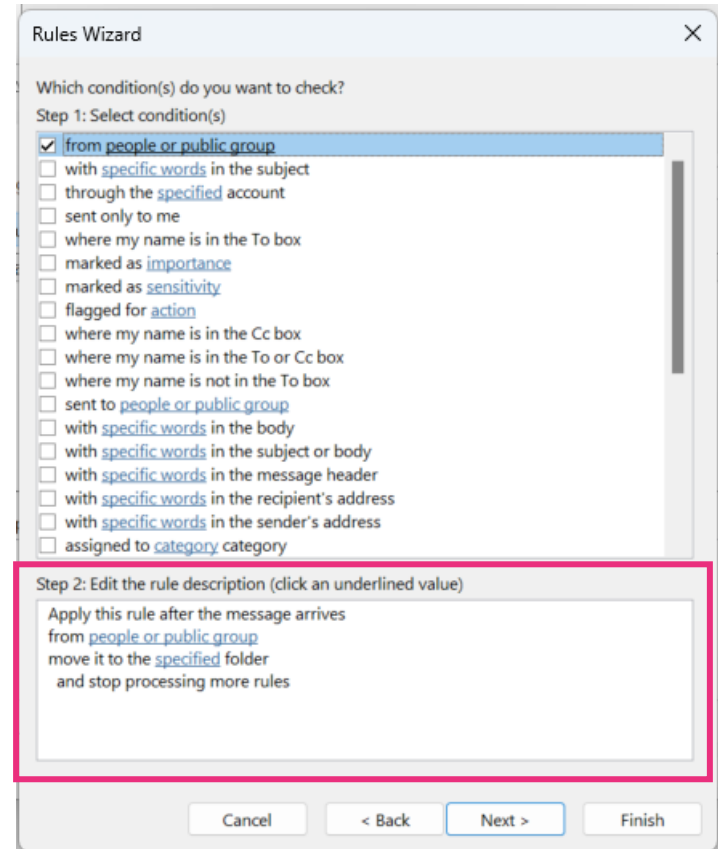 Rules Wizard
Which condition(s) do you want to check?
Step 1: Select condition(s)
from people or public group
with specific words in the subject
through the specified account
sent only to me
where my name is in the To box
marked as importance
marked as sensitivity
flagged for action
where my name is in the Cc box
where my name is in the To or Cc box
where my name is not in the To box
sent to people or public group
with specific words in the body
with specific words in the subject or body
with specific words in the message header
with specific words in the recipient's address
with specific words in the sender's address
assigned to category category
Step 2: Edit the rule description (click an underlined value)
Apply this rule after the message arrives
from people or public group
move it to the specified folder
and stop processing more rules
Cancel < Back Next > Finish